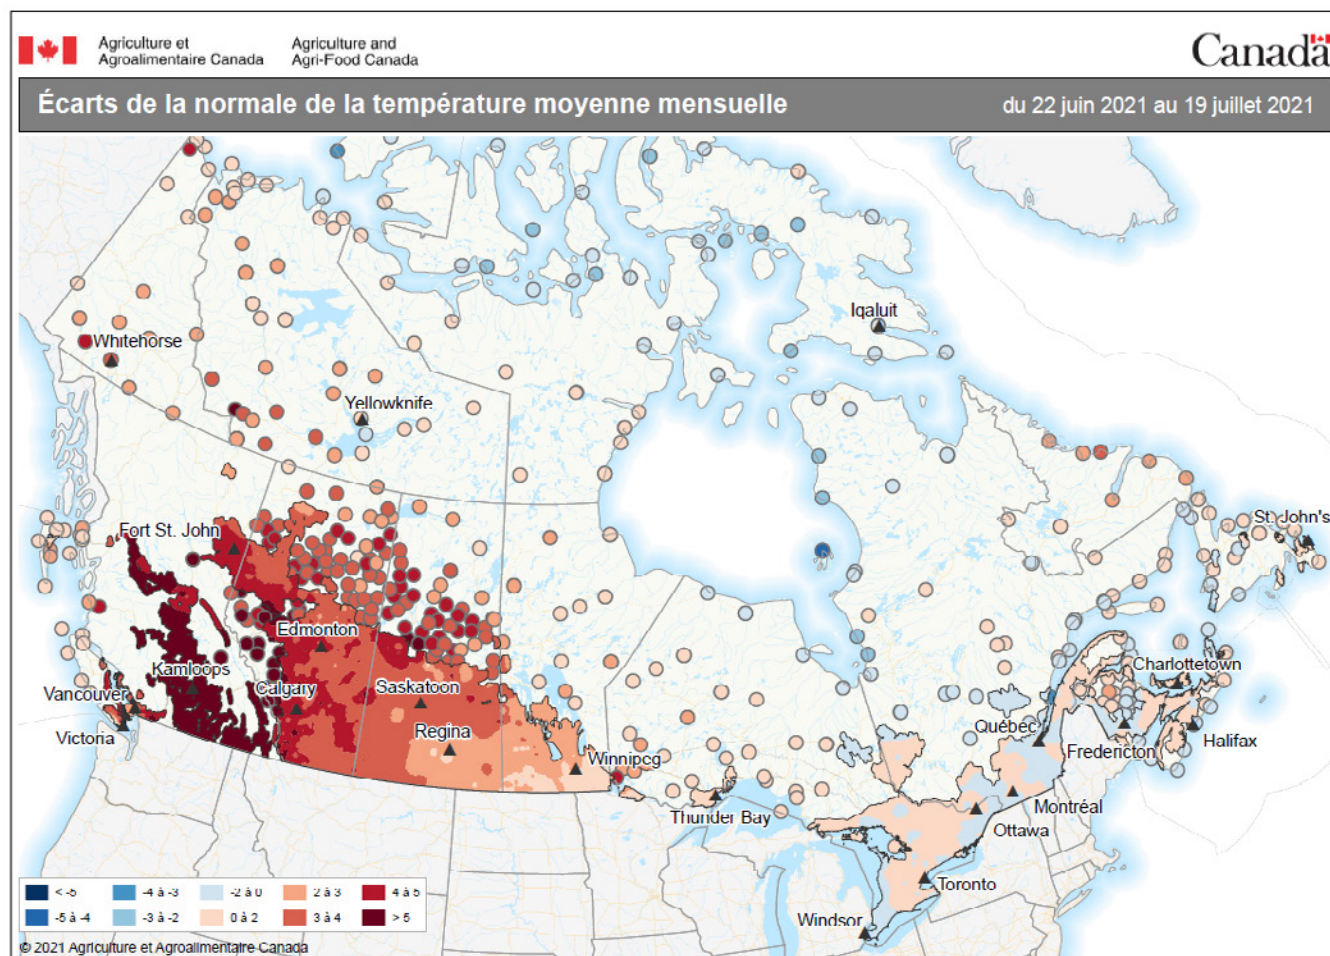 Agriculture et
Agroalimentaire Canada
Agriculture and
Agri-Food Canada
Canada
Écarts de la normale de la température moyenne mensuelle
du 22 juin 2021 au 19 juillet 2021
Iqaluit
Whitehorse
Yellowknife
St. John's
Fort St. John
Edmonton
Charlottetown
Kamloops
Calgary
Saskatoon
Vancouver
Regina
Québec
Victoria
Fredericton
Halifax
Winnipeg
Montréal
Thunder Bay
Ottawa
Toronto
Windsor
< -5
-4 à -3
-2 à 0
2 à 3
4 à 5
-5 à -4
-3 à -2
0 à 2
3 à 4
> 5
© 2021 Agriculture et Agroalimentaire Canada